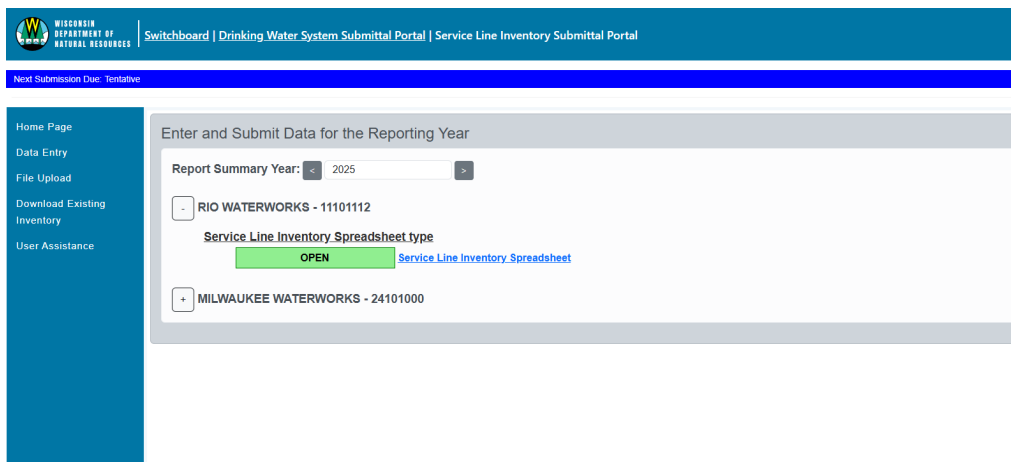 WISCONSIN
DEPARTMENT OF
NATURAL RESOURCES
Switchboard | Drinking Water System Submittal Portal | Service Line Inventory Submittal Portal
Next Submission Due: Tentative
Home Page
Data Entry
File Upload
Download Existing
Inventory
User Assistance
Enter and Submit Data for the Reporting Year
Report Summary Year: < 2025 >
- RIO WATERWORKS - 11101112
Service Line Inventory Spreadsheet type
OPEN Service Line Inventory Spreadsheet
+ MILWAUKEE WATERWORKS - 24101000